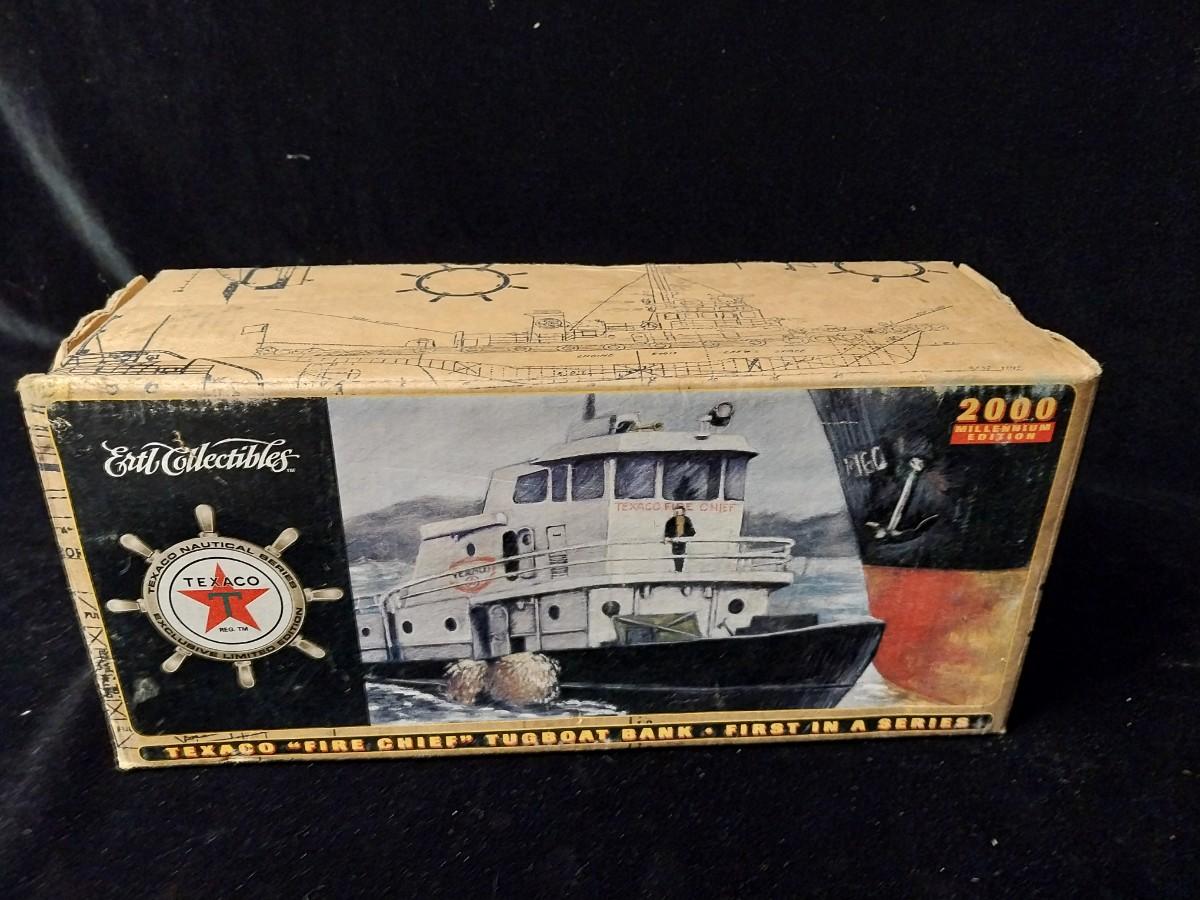 2000
MILLENNIUM
EDITION
Ertl Collectibles™
TEXACO FIRE CHIEF
TEXACO NAUTICAL SERIES
TEXACO
T
REG. TM
EXCLUSIVE LIMITED EDITION
TEXACO "FIRE CHIEF" TUGBOAT BANK • FIRST IN A SERIES